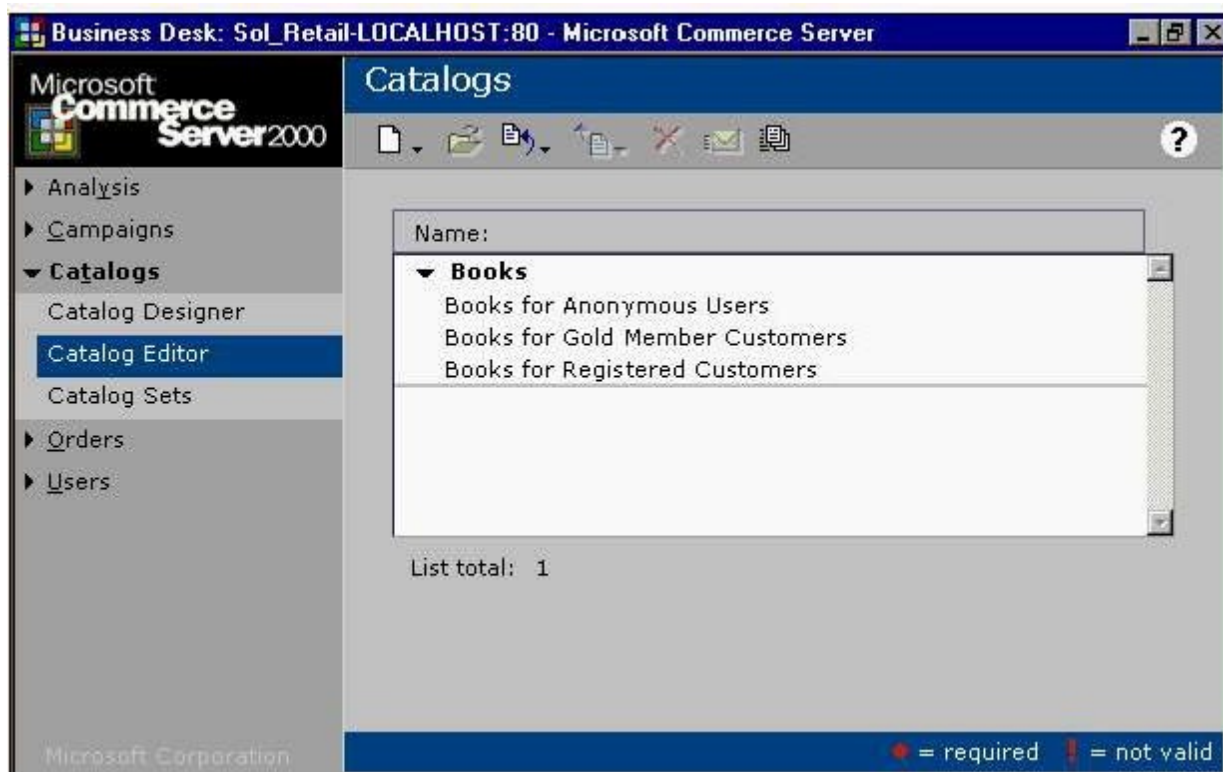 Business Desk: Sol_Retail-LOCALHOST:80 - Microsoft Commerce Server
Microsoft
Commerce
Server2000
Catalogs
?
Analysis
Campaigns
Catalogs
Catalog Designer
Catalog Editor
Catalog Sets
Orders
Users
Name:
Books
Books for Anonymous Users
Books for Gold Member Customers
Books for Registered Customers
List total: 1
Microsoft Corporation
= required ! = not valid